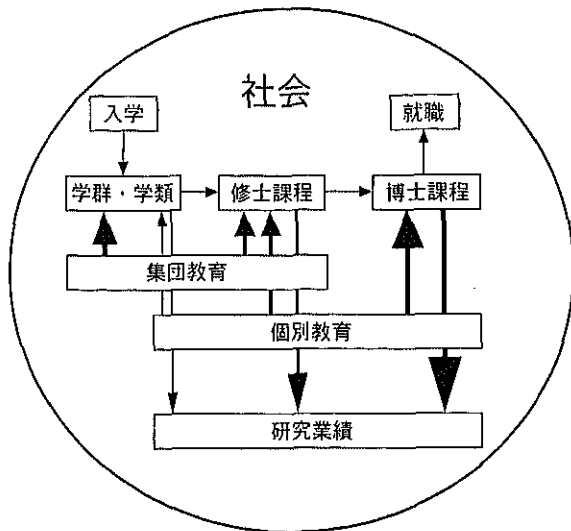 社会
入学
就職
学群・学類
修士課程
博士課程
集団教育
個別教育
研究業績